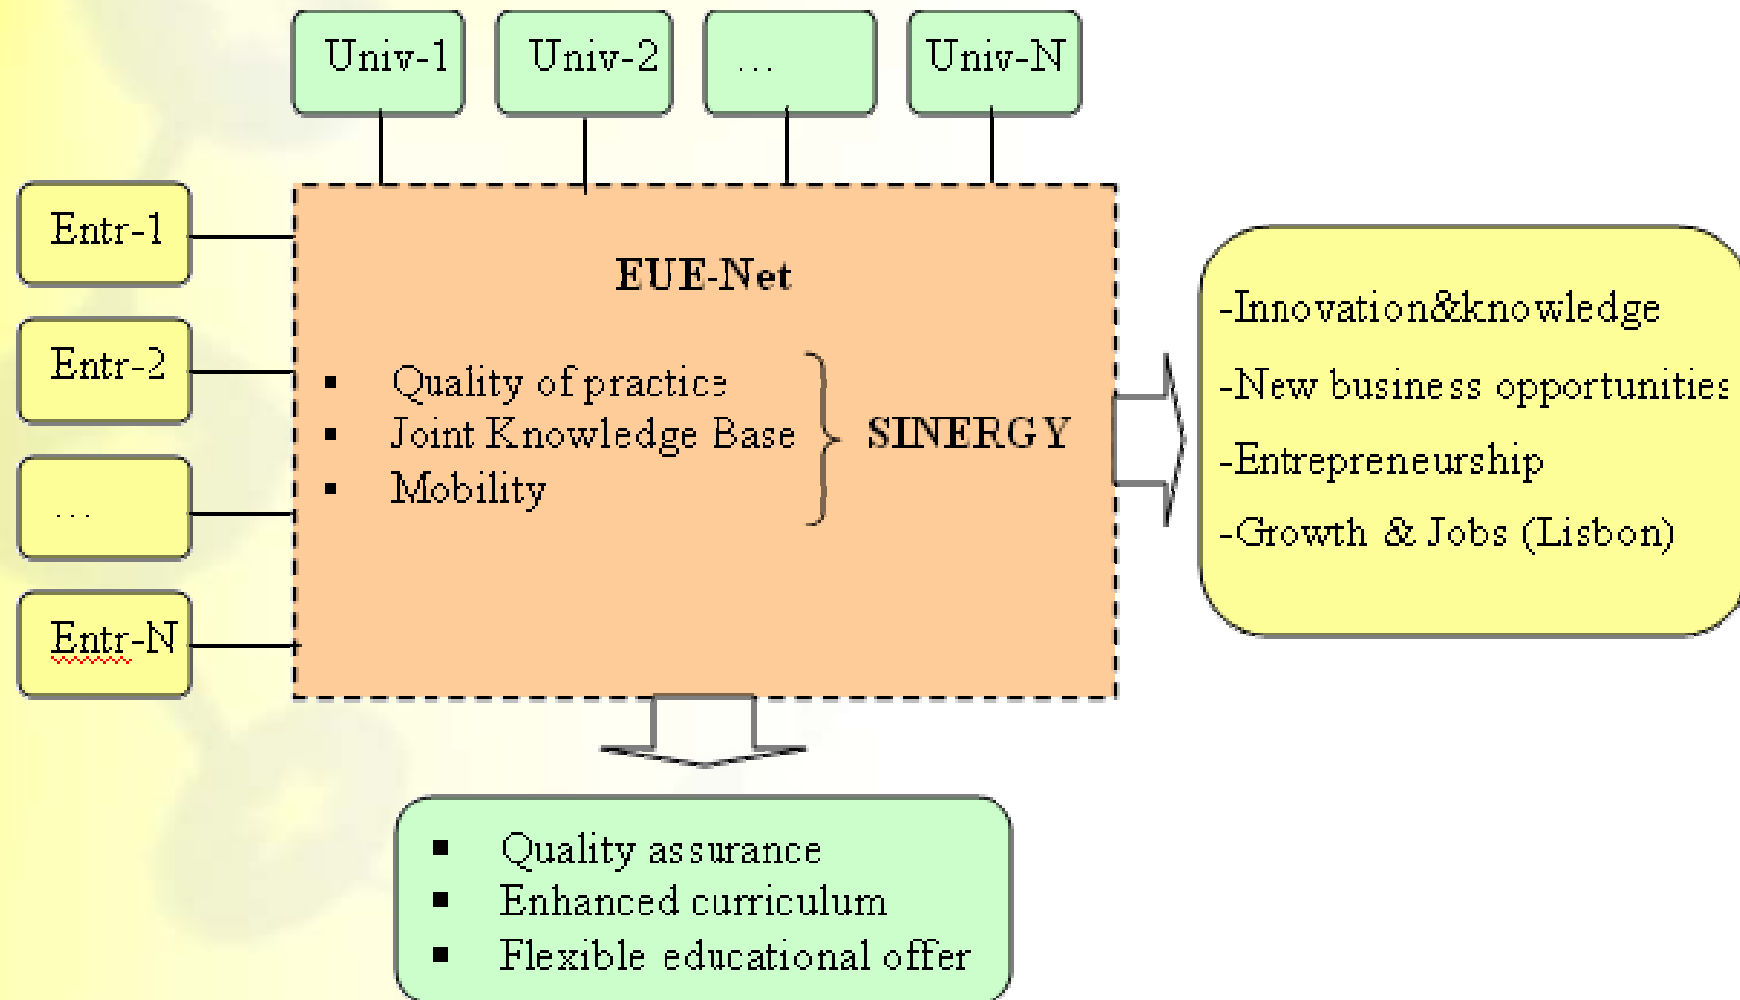 Univ-1
Univ-2
...
Univ-N
Entr-1
Entr-2
...
Entr-N
EUE-Net
▪ Quality of practice
▪ Joint Knowledge Base
▪ Mobility
SINERGY
-Innovation&knowledge
-New business opportunities
-Entrepreneurship
-Growth & Jobs (Lisbon)
▪ Quality assurance
▪ Enhanced curriculum
▪ Flexible educational offer